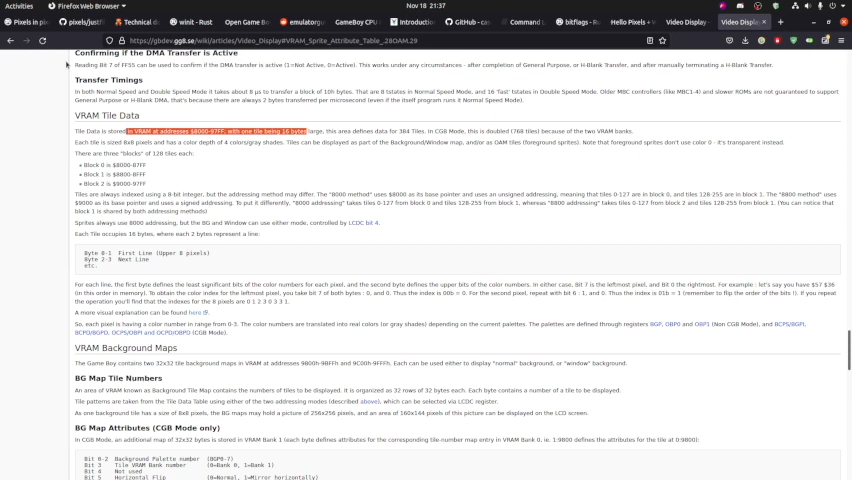 Activities
Firefox Web Browser
Nov 18 21:37
Pixels in pix
pixels/justf
Technical do
winit - Rust
Open Game Bo
emulatorgu
GameBoy CPU
Introduction
GitHub - ca
Command C
bitflags - Ru
Hello Pixels + W
Video Display
Video Displa
https://gbdev.gg8.se/wiki/articles/Video_Display#VRAM_Sprite_Attribute_Table_.28OAM.29
Confirming if the DMA Transfer is Active
Reading Bit 7 of FF55 can be used to confirm if the DMA transfer is active (1=Not Active, 0=Active). This works under any circumstances - after completion of General Purpose, or H-Blank Transfer, and after manually terminating a H-Blank Transfer.
Transfer Timings
In both Normal Speed and Double Speed Mode it takes about 8 µs to transfer a block of 10h bytes. That are 8 tstates in Normal Speed Mode, and 16 'fast' tstates in Double Speed Mode. Older MBC controllers (like MBC1-4) and slower ROMs are not guaranteed to support
General Purpose or H-Blank DMA, that's because there are always 2 bytes transferred per microsecond (even if the itself program runs it Normal Speed Mode).
VRAM Tile Data
Tile Data is stored in VRAM at addresses $8000-97FF; with one tile being 16 bytes large, this area defines data for 384 Tiles. In CGB Mode, this is doubled (768 tiles) because of the two VRAM banks.
Each tile is sized 8x8 pixels and has a color depth of 4 colors/gray shades. Tiles can be displayed as part of the Background/Window map, and/or as OAM tiles (foreground sprites). Note that foreground sprites don't use color 0 - it's transparent instead.
There are three "blocks" of 128 tiles each:
• Block 0 is $8000-87FF
• Block 1 is $8800-8FFF
• Block 2 is $9000-97FF
Tiles are always indexed using a 8-bit integer, but the addressing method may differ. The "8000 method" uses $8000 as its base pointer and uses an unsigned addressing, meaning that tiles 0-127 are in block 0, and tiles 128-255 are in block 1. The "8800 method" uses
$9000 as its base pointer and uses a signed addressing. To put it differently, "8000 addressing" takes tiles 0-127 from block 0 and tiles 128-255 from block 1, whereas "8800 addressing" takes tiles 0-127 from block 2 and tiles 128-255 from block 1. (You can notice that
block 1 is shared by both addressing methods)
Sprites always use 8000 addressing, but the BG and Window can use either mode, controlled by LCDC bit 4.
Each Tile occupies 16 bytes, where each 2 bytes represent a line:
Byte 0-1 First Line (Upper 8 pixels)
Byte 2-3 Next Line
etc.
For each line, the first byte defines the least significant bits of the color numbers for each pixel, and the second byte defines the upper bits of the color numbers. In either case, Bit 7 is the leftmost pixel, and Bit 0 the rightmost. For example : let's say you have $57 $36
(in this order in memory). To obtain the color index for the leftmost pixel, you take bit 7 of both bytes : 0, and 0. Thus the index is 00b = 0. For the second pixel, repeat with bit 6 : 1, and 0. Thus the index is 01b = 1 (remember to flip the order of the bits !). If you repeat
the operation you'll find that the indexes for the 8 pixels are 0 1 2 3 0 3 3 1.
A more visual explanation can be found here.
So, each pixel is having a color number in range from 0-3. The color numbers are translated into real colors (or gray shades) depending on the current palettes. The palettes are defined through registers BGP, OBP0 and OBP1 (Non CGB Mode), and BCPS/BGPI,
BCPD/BGPD, OCPS/OBPI and OCPD/OBPD (CGB Mode).
VRAM Background Maps
The Game Boy contains two 32x32 tile background maps in VRAM at addresses 9800h-9BFFh and 9C00h-9FFFh. Each can be used either to display "normal" background, or "window" background.
BG Map Tile Numbers
An area of VRAM known as Background Tile Map contains the numbers of tiles to be displayed. It is organized as 32 rows of 32 bytes each. Each byte contains a number of a tile to be displayed.
Tile patterns are taken from the Tile Data Table using either of the two addressing modes (described above), which can be selected via LCDC register.
As one background tile has a size of 8x8 pixels, the BG maps may hold a picture of 256x256 pixels, and an area of 160x144 pixels of this picture can be displayed on the LCD screen.
BG Map Attributes (CGB Mode only)
In CGB Mode, an additional map of 32x32 bytes is stored in VRAM Bank 1 (each byte defines attributes for the corresponding tile-number map entry in VRAM Bank 0, ie. 1:9800 defines the attributes for the tile at 0:9800):
Bit 0-2 Background Palette number (BGP0-7)
Bit 3 Tile VRAM Bank number (0=Bank 0, 1=Bank 1)
Bit 4 Not used
Bit 5 Horizontal Flip (0=Normal, 1=Mirror horizontally)